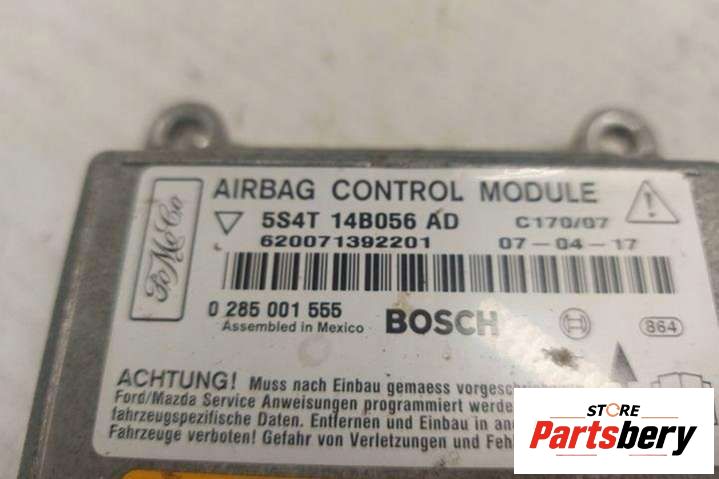 AIRBAG CONTROL MODULE
5S4T 14B056 AD C170/07
620071392201 07-04-17
FoMoCo
0 285 001 555
Assembled in Mexico BOSCH 864
ACHTUNG! Muss nach Einbau gemaess
Ford/Mazda Service Anweisungen programmiert
fahrzeugspezifische Daten. Entfernen und Einbau in
Fahrzeuge verboten! Gefahr von Verletzungen und
STORE
Partsbery